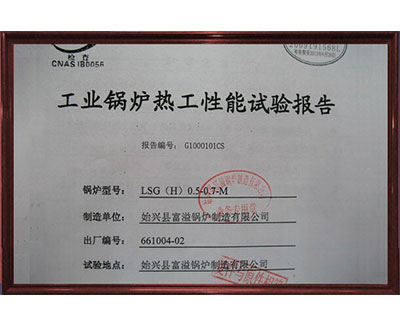 检查
CNAS IB0058
工业锅炉热工性能试验报告
报告编号： G1000101CS
锅炉型号： LSG（H）0.5-0.7-M
制造单位： 始兴县富溢锅炉制造有限公司
出厂编号： 661004-02
试验地点： 始兴县富溢锅炉制造有限公司